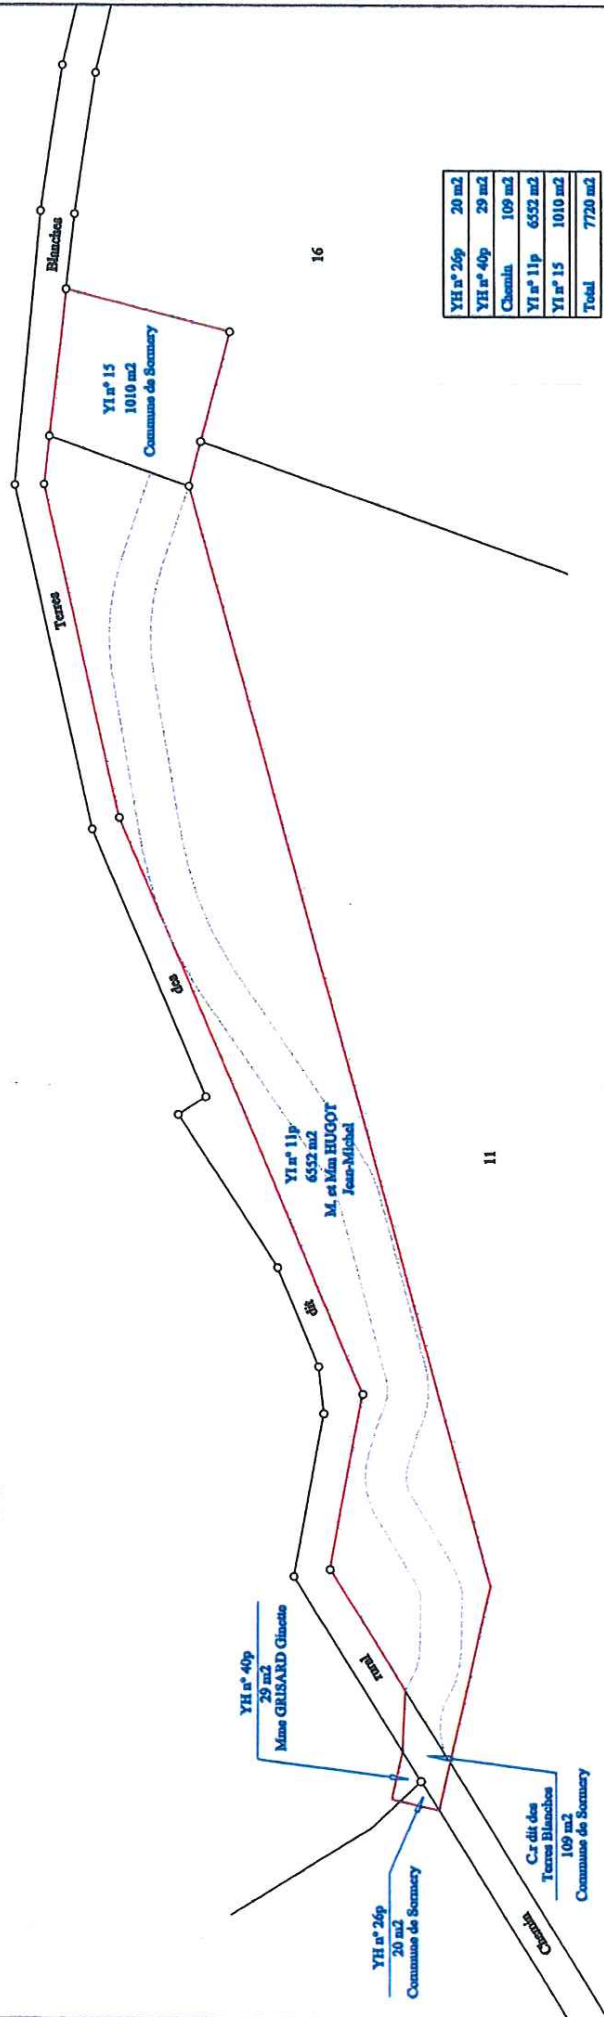 Blanches
YI n° 15
1010 m2
Commune de Sormery
16
YH n° 26p 20 m2
YH n° 40p 29 m2
Chemin 109 m2
YI n° 11p 6552 m2
YI n° 15 1010 m2
Total 7720 m2
Terres
des
YI n° 11p
6552 m2
M. et Mm HUGOT
Jean-Michel
11
dit
YH n° 40p
29 m2
Mme GRISARD Ginette
rural
YH n° 26p
20 m2
Commune de Sormery
C.r dit des
Terres Blanches
109 m2
Commune de Sormery
Chemin